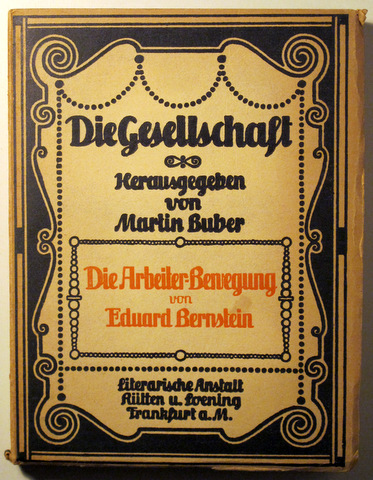 Die Gesellschaft
Herausgegeben
von
Martin Buber
Die Arbeiter-Bewegung
von
Eduard Bernstein
Literarische Anstalt
Rütten u. Loening
Frankfurt a. M.